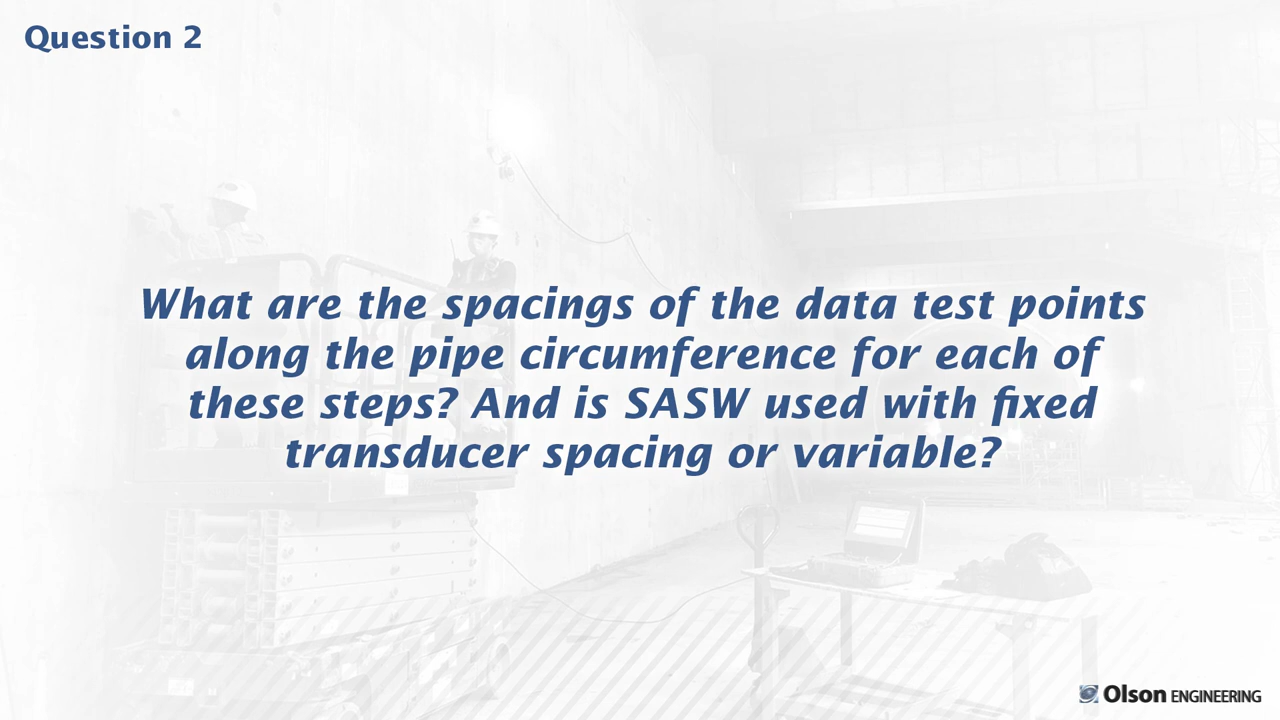 Question 2
What are the spacings of the data test points
along the pipe circumference for each of
these steps? And is SASW used with fixed
transducer spacing or variable?
Olson ENGINEERING